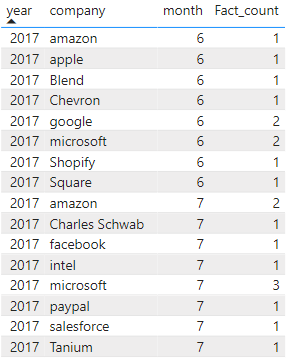 year company month Fact_count
2017 amazon 6 1
2017 apple 6 1
2017 Blend 6 1
2017 Chevron 6 1
2017 google 6 2
2017 microsoft 6 2
2017 Shopify 6 1
2017 Square 6 1
2017 amazon 7 2
2017 Charles Schwab 7 1
2017 facebook 7 1
2017 intel 7 1
2017 microsoft 7 3
2017 paypal 7 1
2017 salesforce 7 1
2017 Tanium 7 1